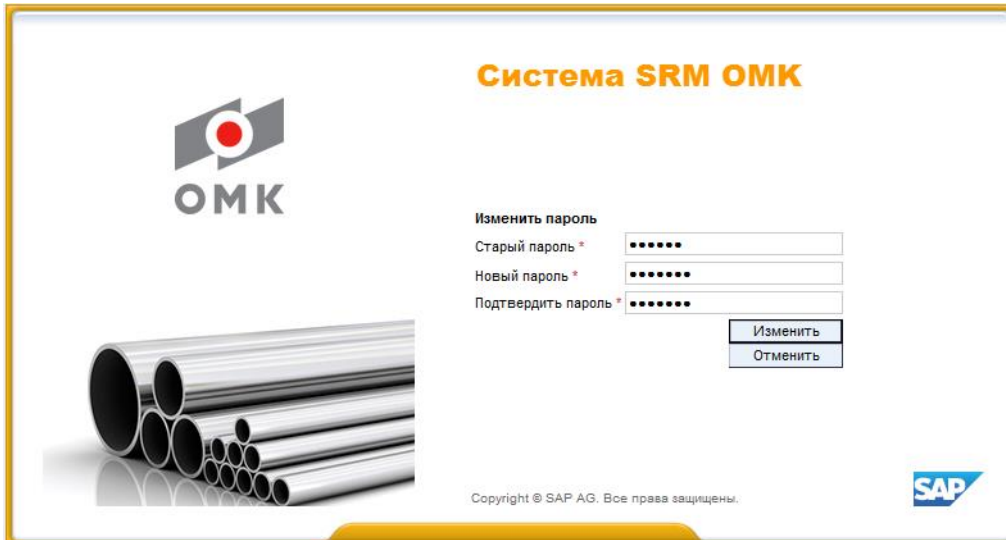 Система SRM OMK
ОМК
Изменить пароль
Старый пароль *
Новый пароль *
Подтвердить пароль *
Изменить
Отменить
Copyright © SAP AG. Все права защищены.
SAP